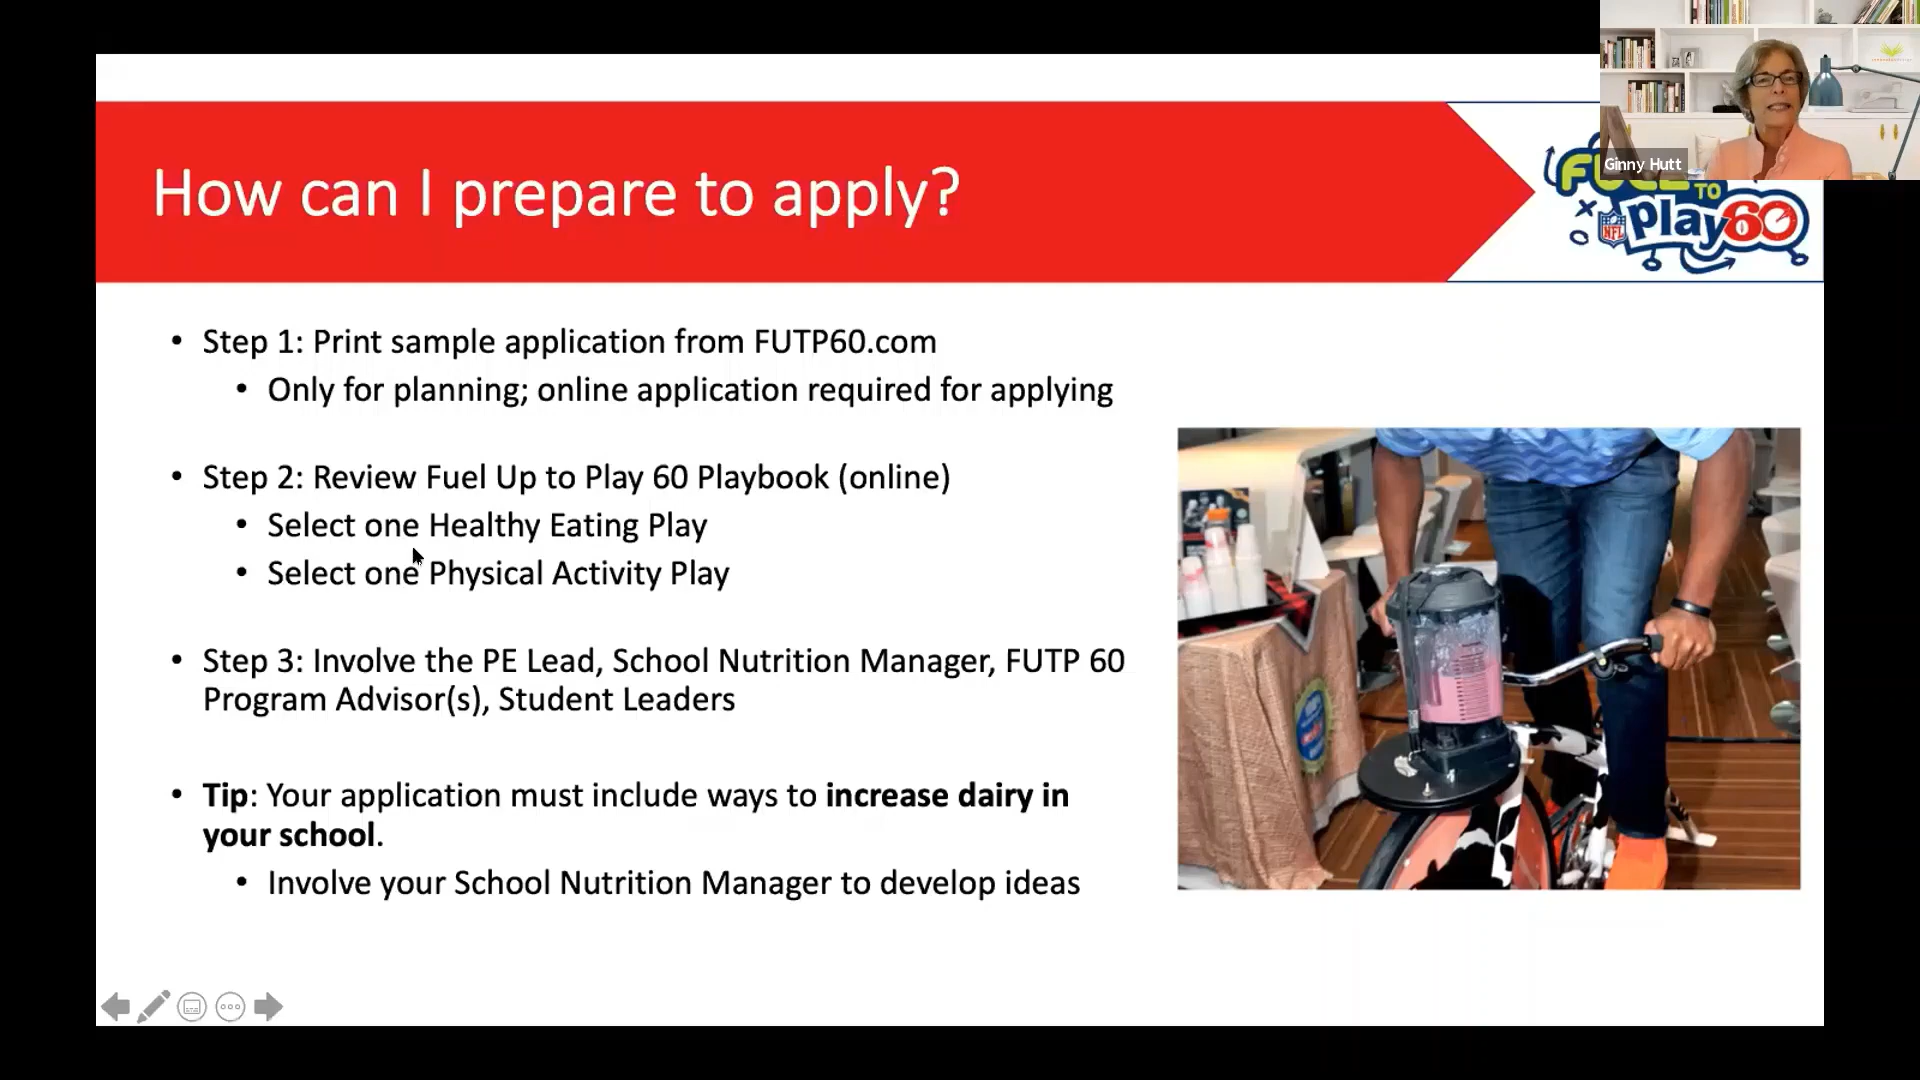 How can I prepare to apply?
Ginny Hutt
TO
NFL
play60
• Step 1: Print sample application from FUTP60.com
• Only for planning; online application required for applying
• Step 2: Review Fuel Up to Play 60 Playbook (online)
• Select one Healthy Eating Play
• Select one Physical Activity Play
• Step 3: Involve the PE Lead, School Nutrition Manager, FUTP 60
Program Advisor(s), Student Leaders
• Tip: Your application must include ways to increase dairy in
your school.
• Involve your School Nutrition Manager to develop ideas